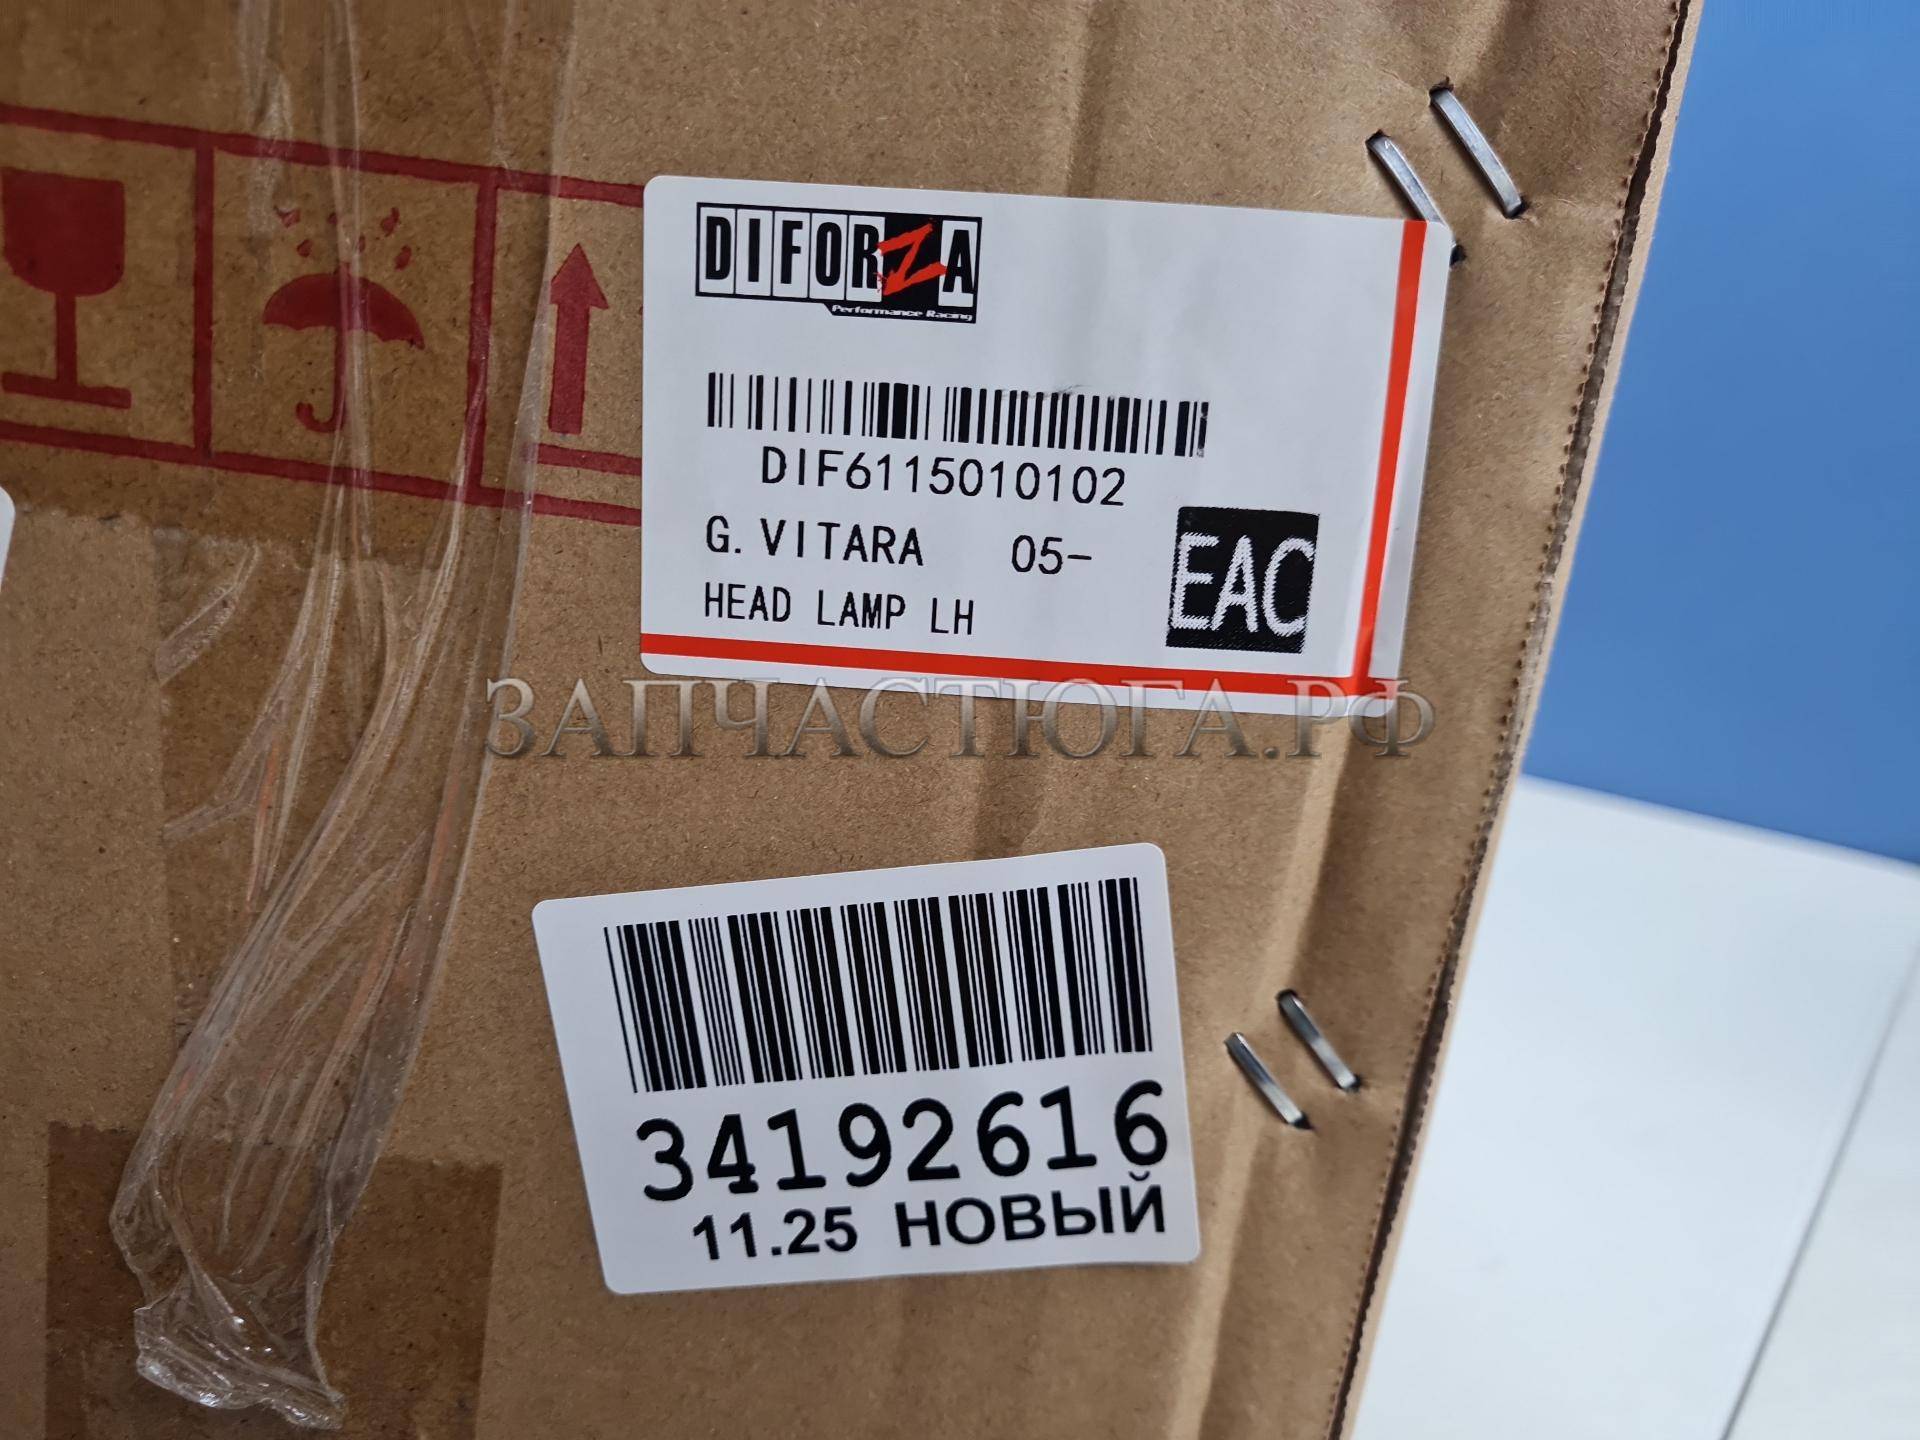 DIFORZA
Performance Racing
DIF6115010102
G.VITARA 05-
HEAD LAMP LH
EAC
ЗАПЧАСТЮГА.РФ
34192616
11.25 НОВЫЙ